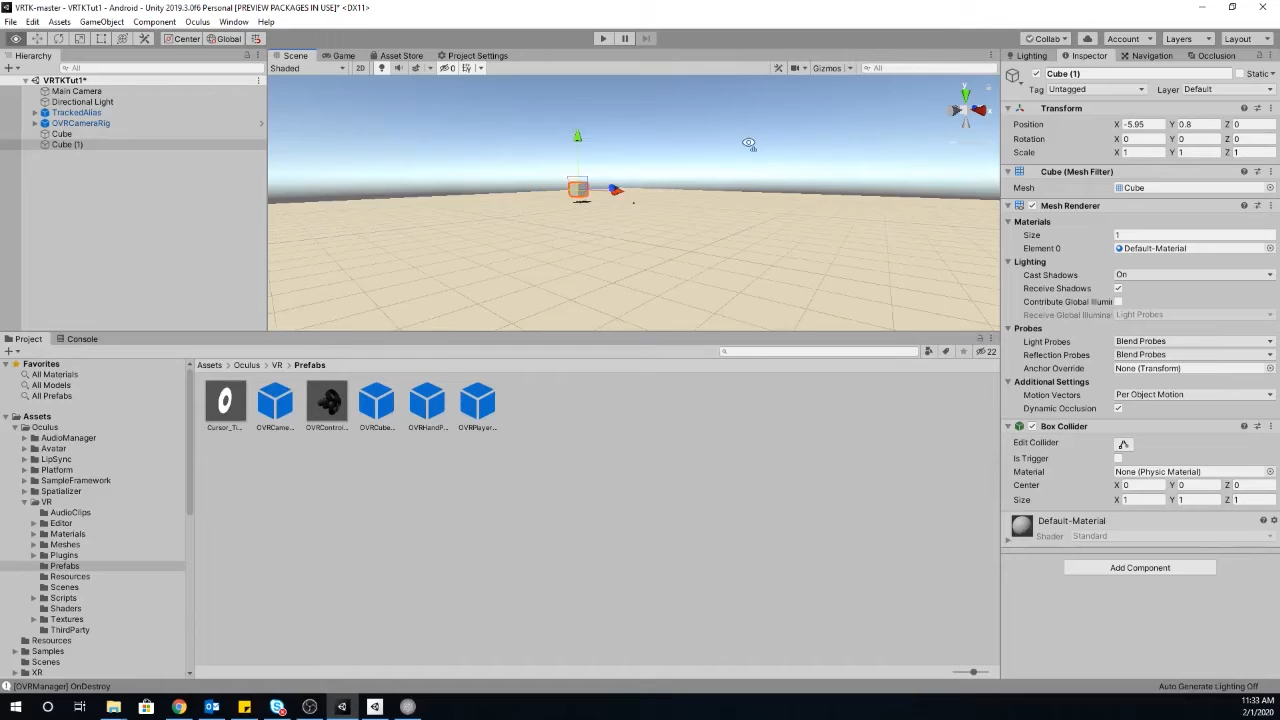 VRTK-master - VRTKTut1 - Android - Unity 2019.3.0f6 Personal [PREVIEW PACKAGES IN USE]* <DX11>
File Edit Assets GameObject Component Oculus Window Help
Center Global Collab Account Layers Layout
Hierarchy
All
VRTKTut1*
Main Camera
Directional Light
TrackedAlias
OVRCameraRig
Cube
Cube (1)
Scene Game Asset Store Project Settings
Shaded 2D 0 Gizmos All
y
x
Lighting Inspector Navigation Occlusion
Cube (1) Static
Tag Untagged Layer Default
Transform
Position X -5.95 Y 0.8 Z 0
Rotation X 0 Y 0 Z 0
Scale X 1 Y 1 Z 1
Cube (Mesh Filter)
Mesh Cube
Mesh Renderer
Materials
Size 1
Element 0 Default-Material
Lighting
Cast Shadows On
Receive Shadows
Contribute Global Illumi
Receive Global Illumina Light Probes
Probes
Light Probes Blend Probes
Reflection Probes Blend Probes
Anchor Override None (Transform)
Additional Settings
Motion Vectors Per Object Motion
Dynamic Occlusion
Box Collider
Edit Collider
Is Trigger
Material None (Physic Material)
Center X 0 Y 0 Z 0
Size X 1 Y 1 Z 1
Default-Material
Shader Standard
Add Component
Project Console
22
Favorites
All Materials
All Models
All Prefabs
Assets
Oculus
AudioManager
Avatar
LipSync
Platform
SampleFramework
Spatializer
VR
AudioClips
Editor
Materials
Meshes
Plugins
Prefabs
Resources
Scenes
Scripts
Shaders
Textures
ThirdParty
Resources
Samples
Scenes
XR
Assets > Oculus > VR > Prefabs
Cursor_Ti... OVRCame... OVRControl... OVRCube... OVRHandP... OVRPlayer...
[OVRManager] OnDestroy
Auto Generate Lighting Off
11:33 AM
2/1/2020